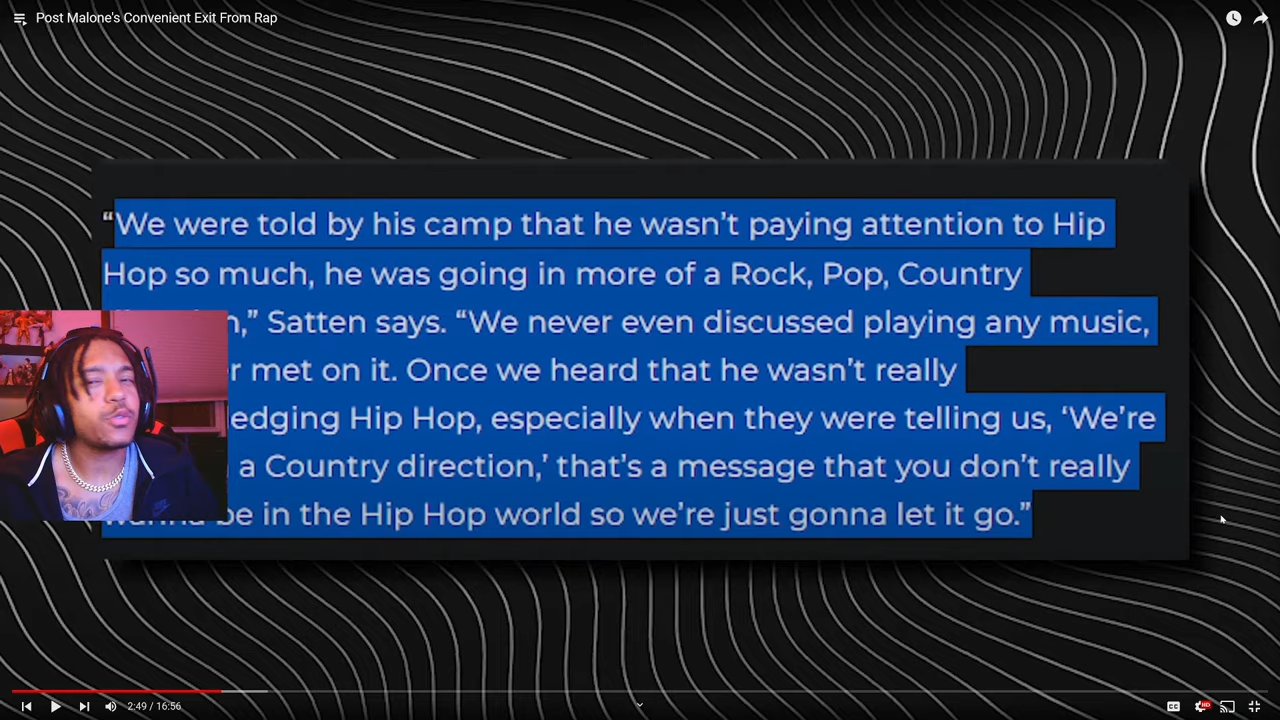 Post Malone's Convenient Exit From Rap
“We were told by his camp that he wasn’t paying attention to Hip
Hop so much, he was going in more of a Rock, Pop, Country
,” Satten says. “We never even discussed playing any music,
met on it. Once we heard that he wasn’t really
Hip Hop, especially when they were telling us, ‘We’re
a Country direction,’ that’s a message that you don’t really
be in the Hip Hop world so we’re just gonna let it go.”
2:49 / 16:56
CC
HD